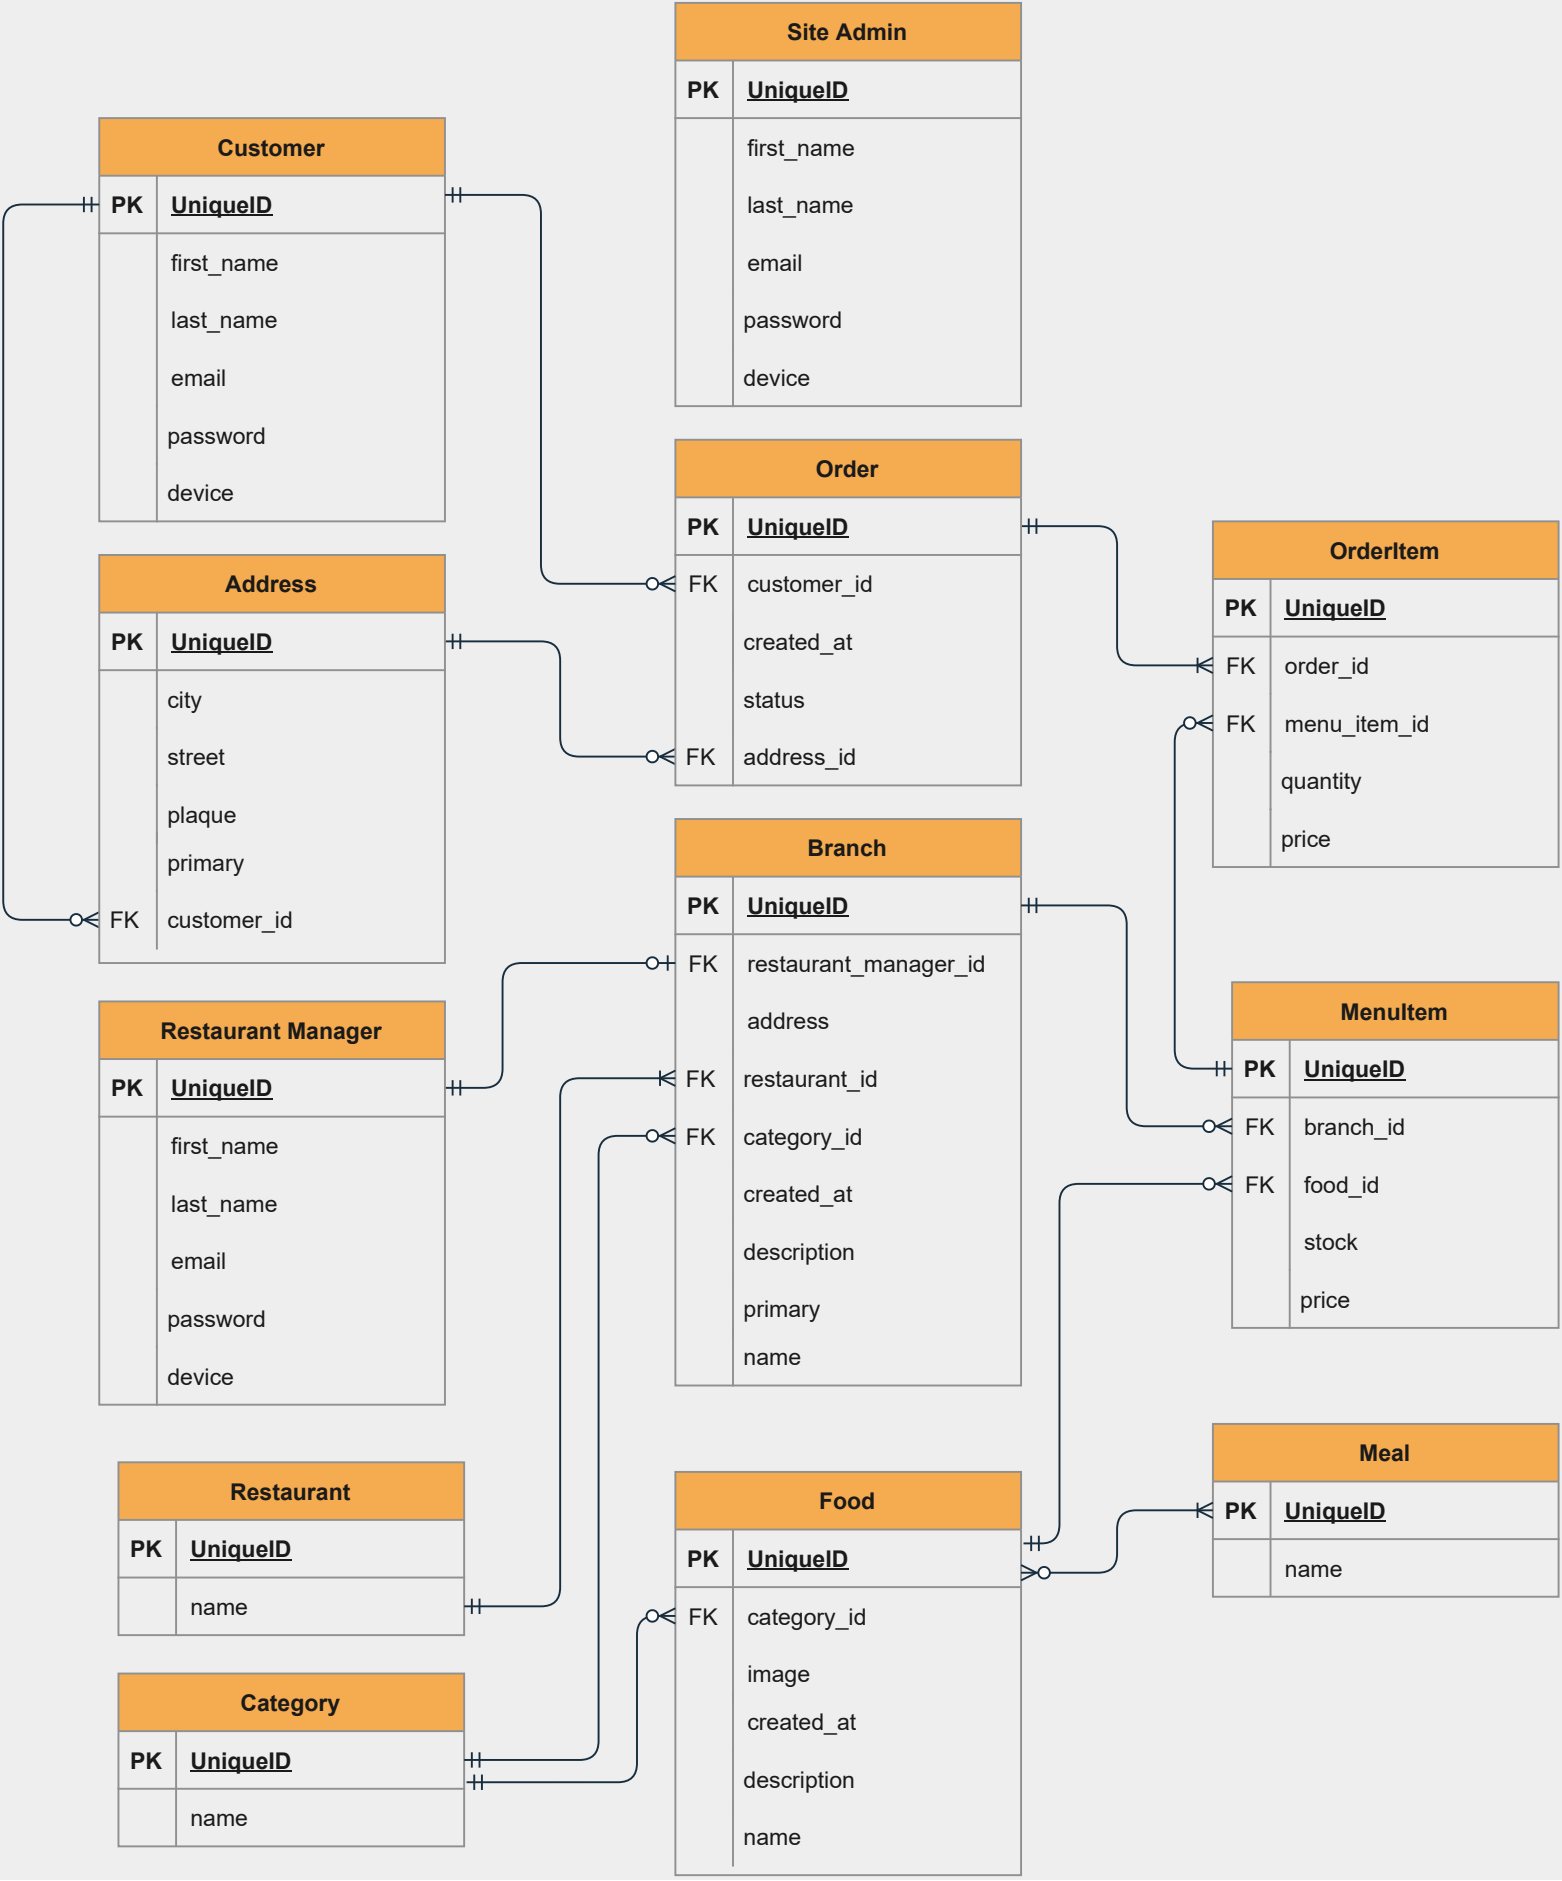 Site Admin
PK UniqueID
first_name
last_name
email
password
device
Customer
PK UniqueID
first_name
last_name
email
password
device
Order
PK UniqueID
FK customer_id
created_at
status
FK address_id
OrderItem
PK UniqueID
FK order_id
FK menu_item_id
quantity
price
Address
PK UniqueID
city
street
plaque
primary
FK customer_id
Branch
PK UniqueID
FK restaurant_manager_id
address
FK restaurant_id
FK category_id
created_at
description
primary
name
MenuItem
PK UniqueID
FK branch_id
FK food_id
stock
price
Restaurant Manager
PK UniqueID
first_name
last_name
email
password
device
Restaurant
PK UniqueID
name
Food
PK UniqueID
FK category_id
image
created_at
description
name
Meal
PK UniqueID
name
Category
PK UniqueID
name